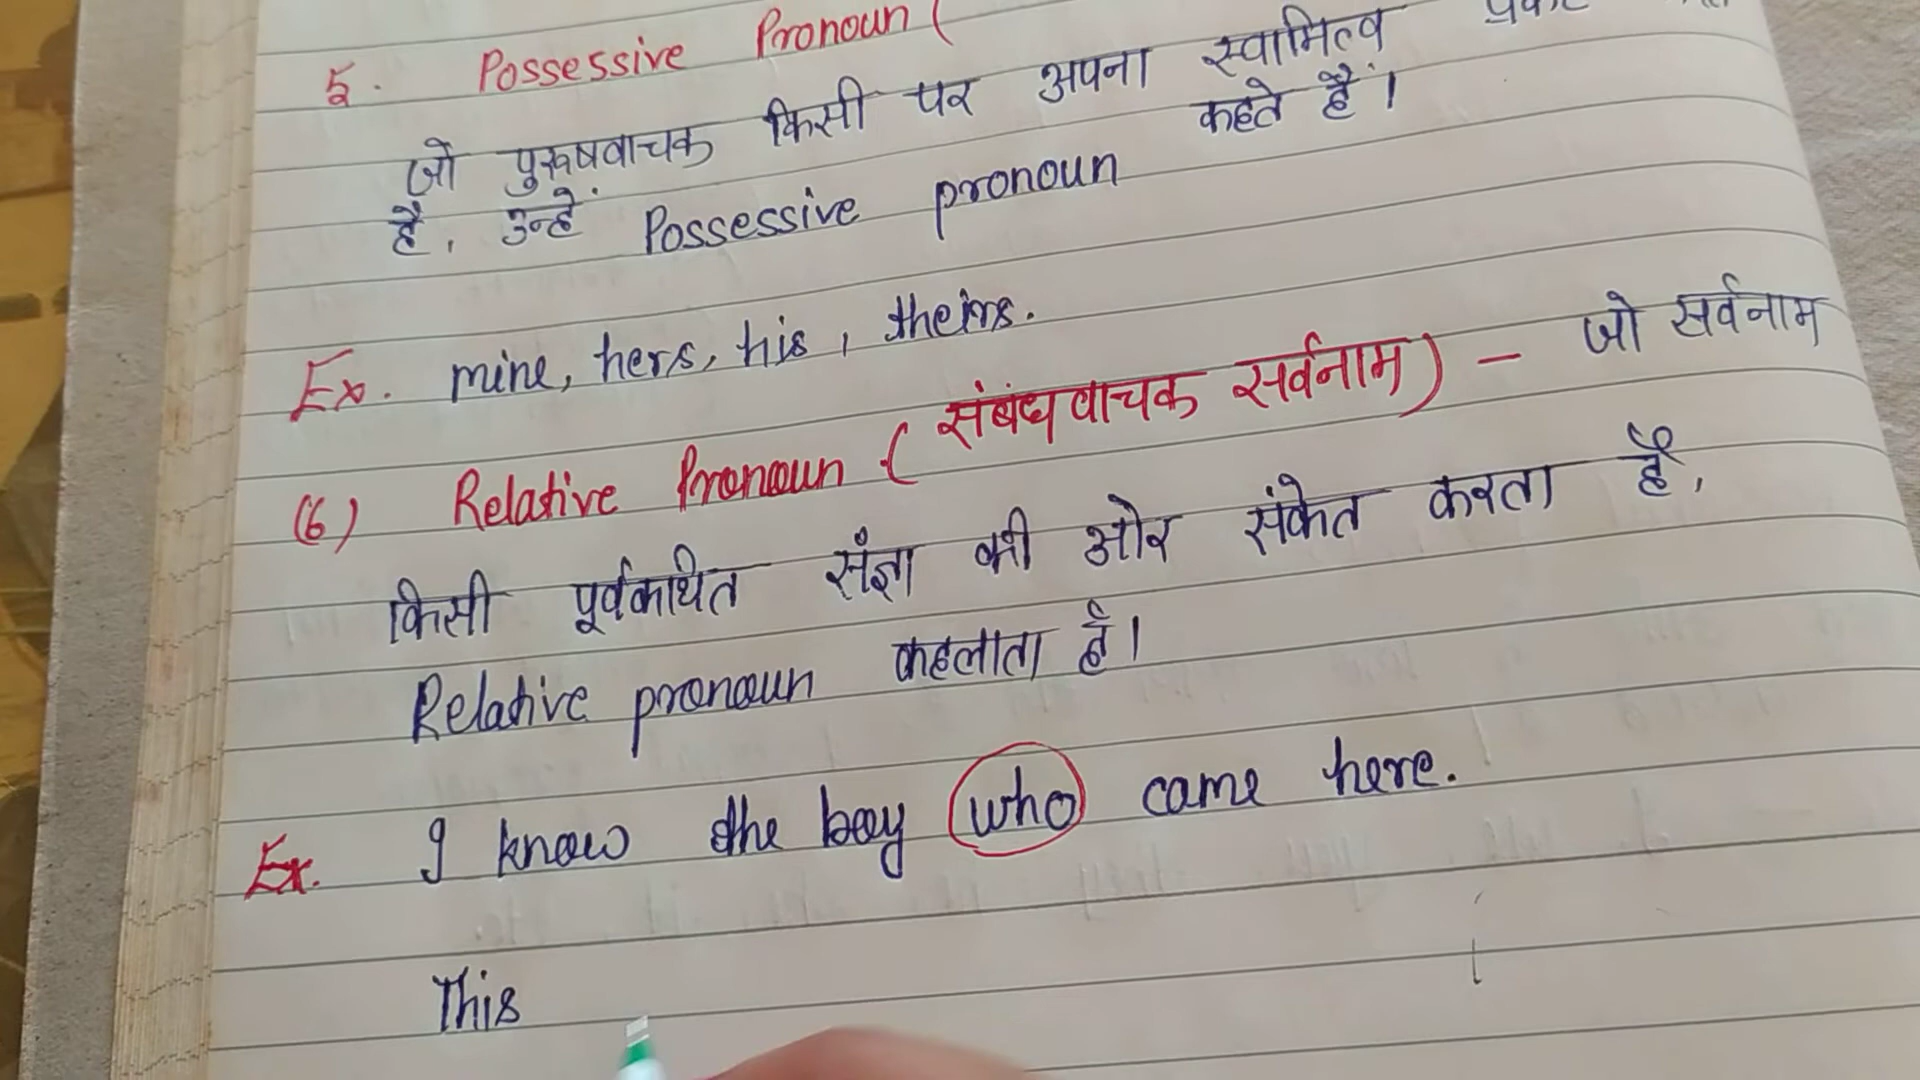 5. Possessive Pronoun (
जो पुरुषवाचक किसी पर अपना स्वामित्व
है, उन्हें Possessive pronoun कहते हैं।
Ex. mine, hers, his, theirs.
(6) Relative Pronoun (संबंधवाचक सर्वनाम) - जो सर्वनाम
किसी पूर्वकथित संज्ञा की ओर संकेत करता है,
Relative pronoun कहलाता है।
Ex. I know the boy who came here.
This